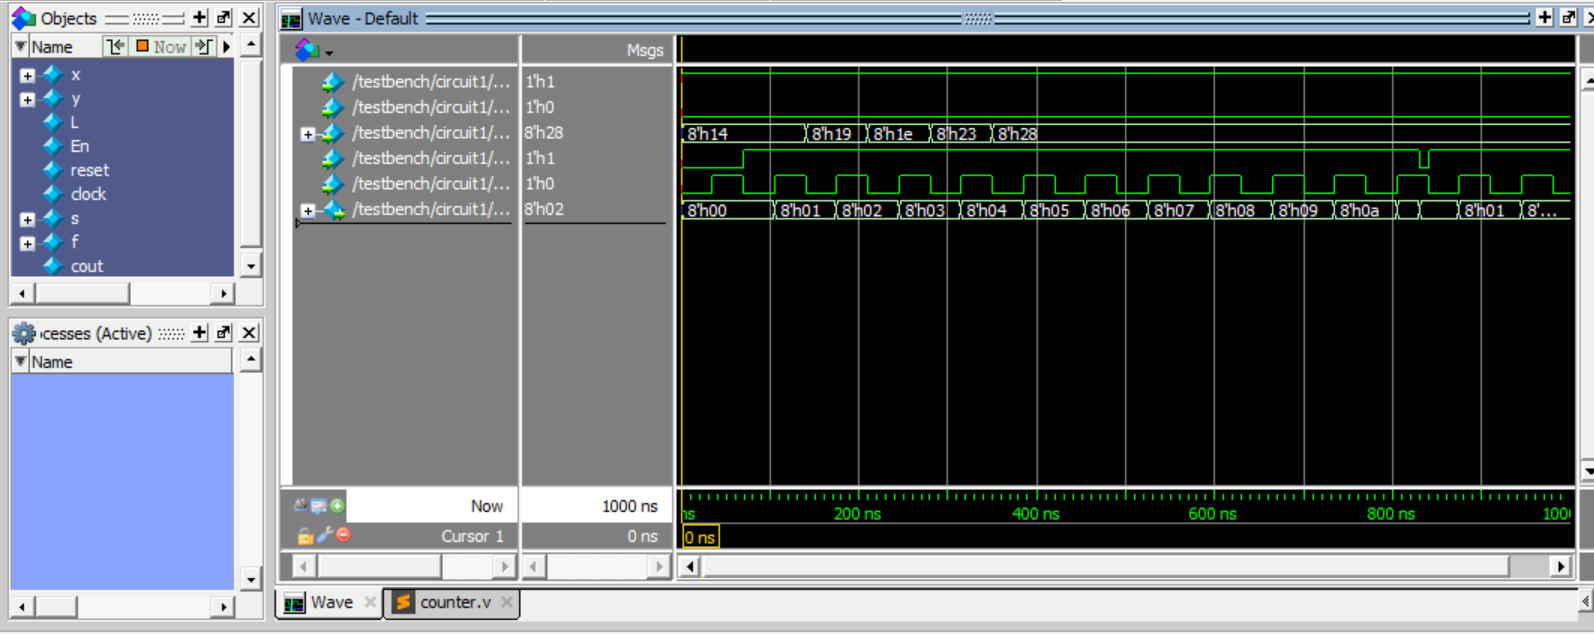 Objects
Name Now
x
y
L
En
reset
clock
s
f
cout
cesses (Active)
Name
Wave - Default
Msgs
/testbench/circuit1/... 1'h1
/testbench/circuit1/... 1'h0
/testbench/circuit1/... 8'h28 8'h14 8'h19 8'h1e 8'h23 8'h28
/testbench/circuit1/... 1'h1
/testbench/circuit1/... 1'h0
/testbench/circuit1/... 8'h02 8'h00 8'h01 8'h02 8'h03 8'h04 8'h05 8'h06 8'h07 8'h08 8'h09 8'h0a 8'h01 8'...
Now 1000 ns ns 200 ns 400 ns 600 ns 800 ns 100
Cursor 1 0 ns 0 ns
Wave counter.v